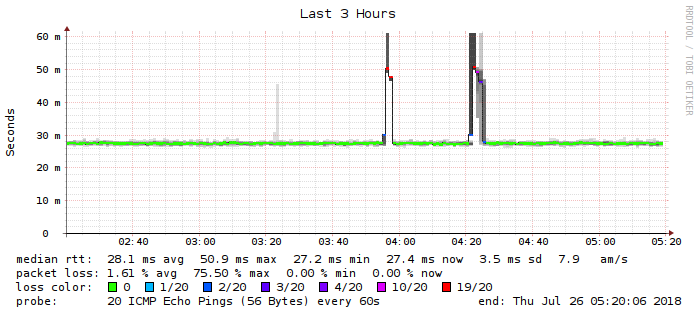 Last 3 Hours
RRDTOOL / TOBI OETIKER
Seconds
60 m
50 m
40 m
30 m
20 m
10 m
0
02:40 03:00 03:20 03:40 04:00 04:20 04:40 05:00 05:20
median rtt: 28.1 ms avg 50.9 ms max 27.2 ms min 27.4 ms now 3.5 ms sd 7.9 am/s
packet loss: 1.61 % avg 75.50 % max 0.00 % min 0.00 % now
loss color: 0 1/20 2/20 3/20 4/20 10/20 19/20
probe: 20 ICMP Echo Pings (56 Bytes) every 60s end: Thu Jul 26 05:20:06 2018